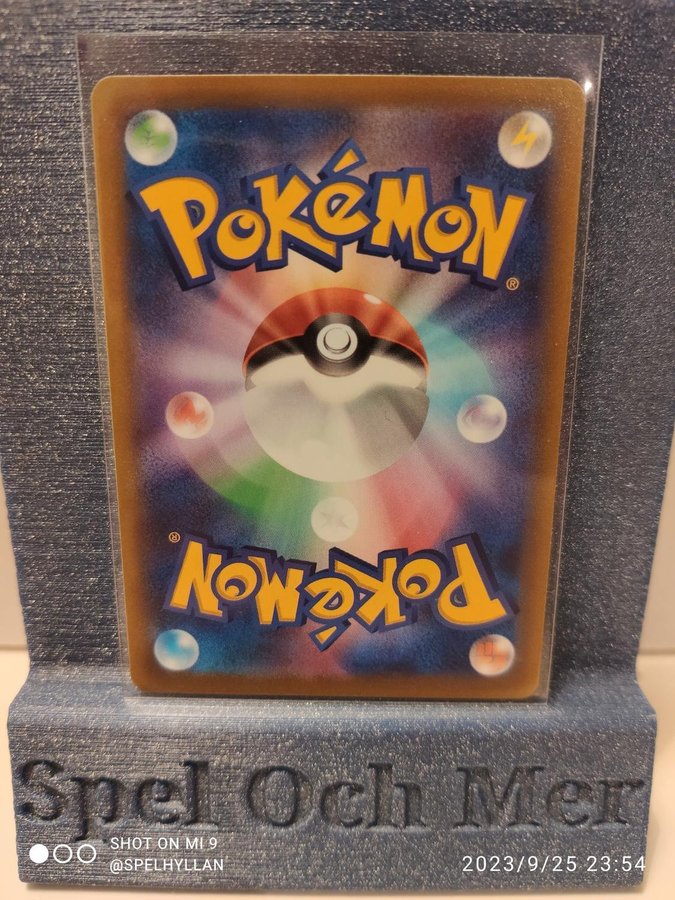 POKéMON
®
®
POKéMON
Spel Och Mer
SHOT ON MI 9
@SPELHYLLAN
2023/9/25 23:54